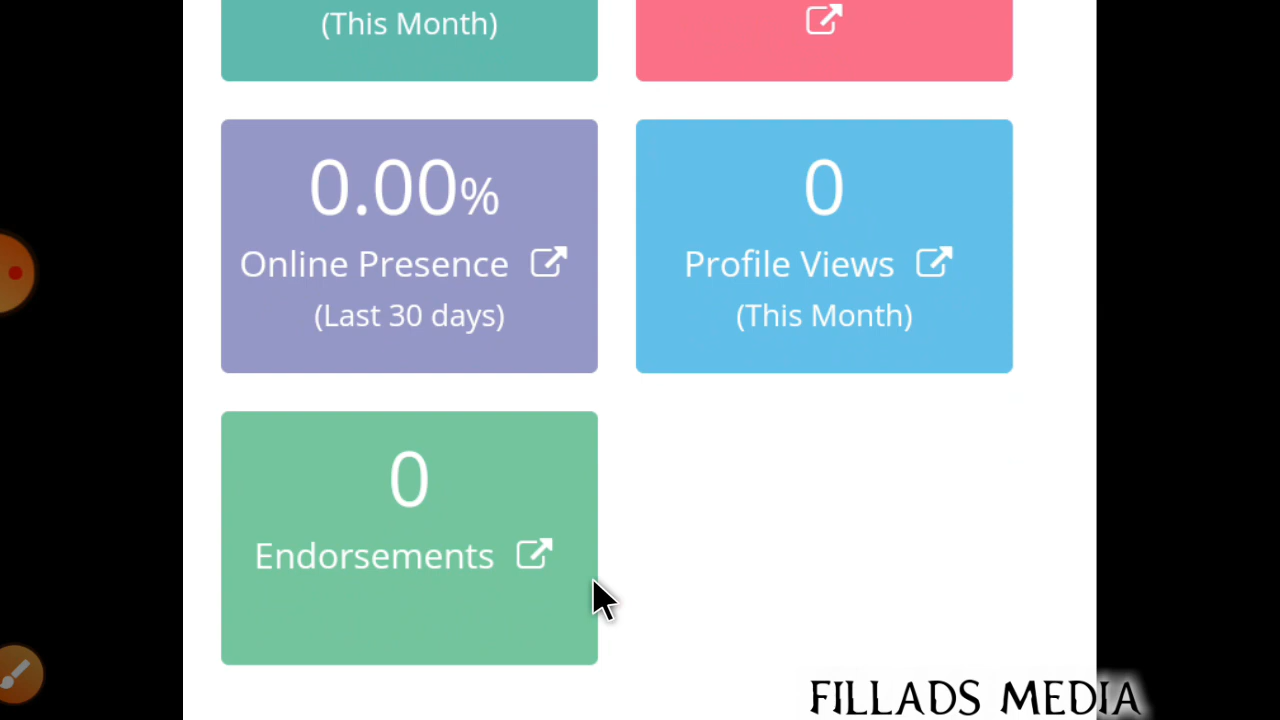 (This Month)
0.00%
Online Presence
(Last 30 days)
0
Profile Views
(This Month)
0
Endorsements
FILLADS MEDIA